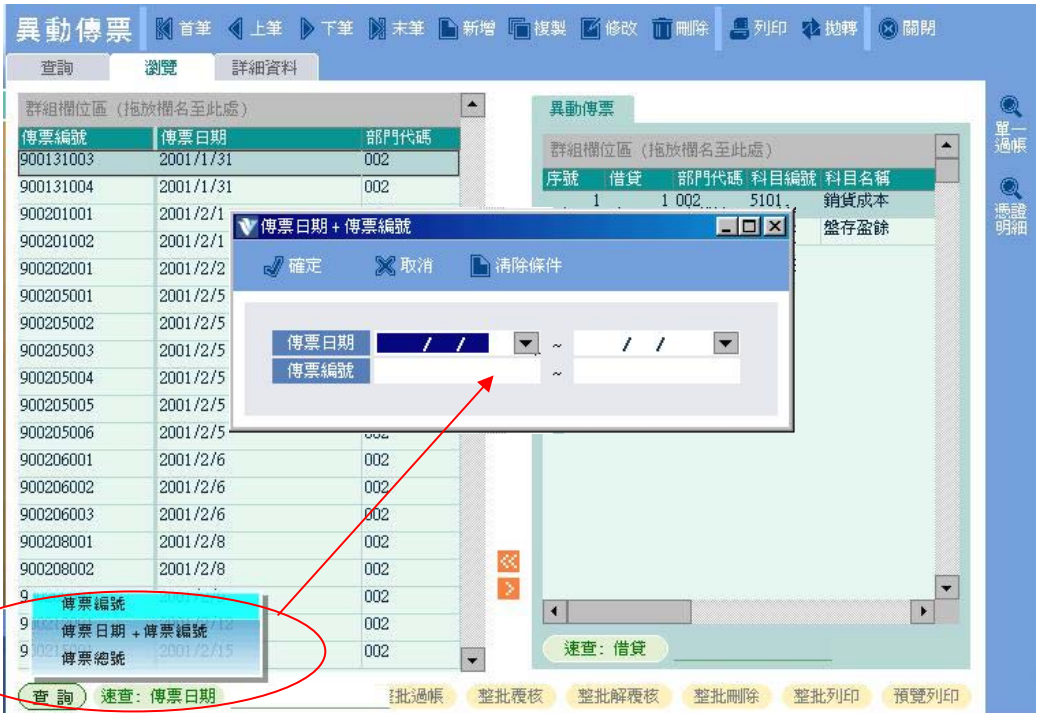 異動傳票 首筆 上筆 下筆 末筆 新增 複製 修改 刪除 列印 拋轉 關閉
查詢 瀏覽 詳細資料
群組欄位區 (拖放欄名至此處)
傳票編號 傳票日期 部門代碼
900131003 2001/1/31 002
900131004 2001/1/31 002
900201001 2001/2/1
900201002 2001/2/1
900202001 2001/2/2
900205001 2001/2/5
900205002 2001/2/5
900205003 2001/2/5
900205004 2001/2/5
900205005 2001/2/5
900205006 2001/2/5 002
900206001 2001/2/6 002
900206002 2001/2/6 002
900206003 2001/2/6 002
900208001 2001/2/8 002
900208002 2001/2/8 002
9 002
9 002
9 2001/2/15 002
傳票編號
傳票日期 + 傳票編號
傳票總號
查詢 速查: 傳票日期 批過帳 整批覆核 整批解覆核 整批刪除 整批列印 預覽列印
異動傳票
群組欄位區 (拖放欄名至此處)
序號 借貸 部門代碼 科目編號 科目名稱
1 1 002 5101 銷貨成本
盤存盈餘
速查: 借貸
傳票日期 + 傳票編號
確定 取消 清除條件
傳票日期 / / ~ / /
傳票編號 ~
單一
過帳
憑證
明細